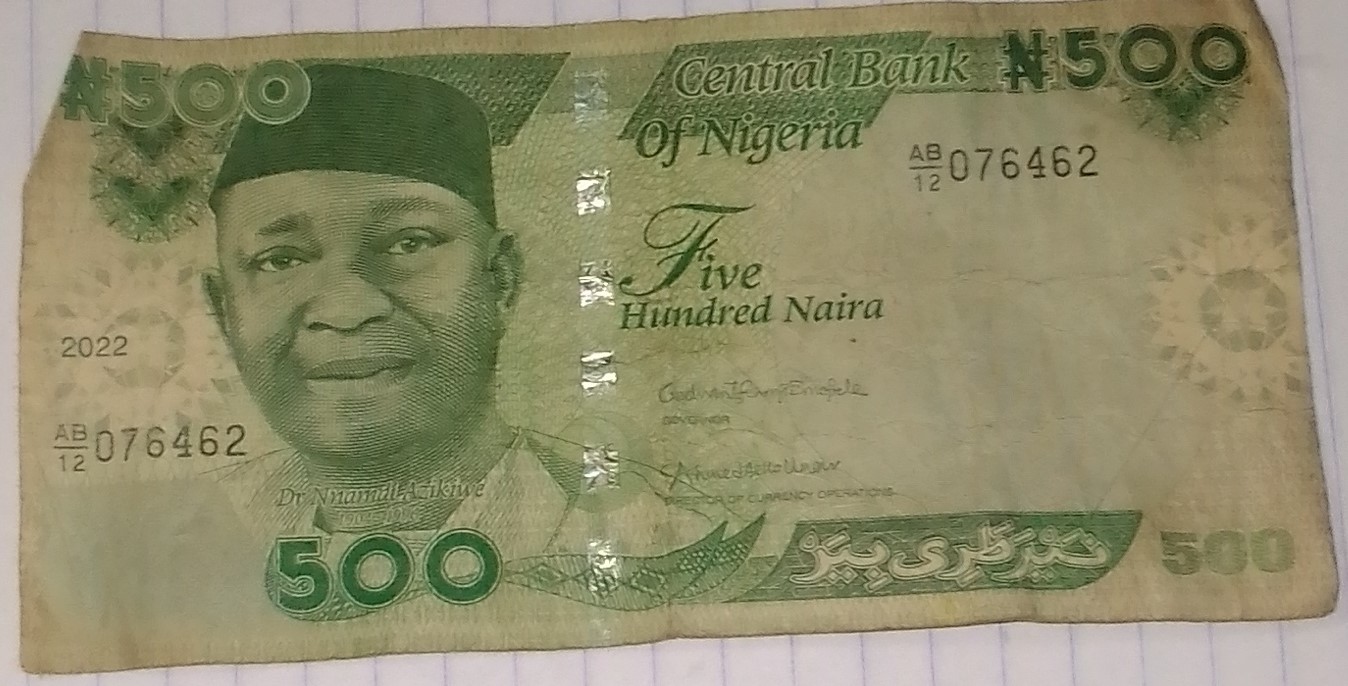 ₦500
Central Bank
Of Nigeria
₦500
AB/12 076462
Five
Hundred Naira
2022
AB/12 076462
GOVERNOR
Dr Nnamdi Azikiwe
DIRECTOR OF CURRENCY OPERATIONS
500
نَيْرَ طَرِى بِيَرْ
500